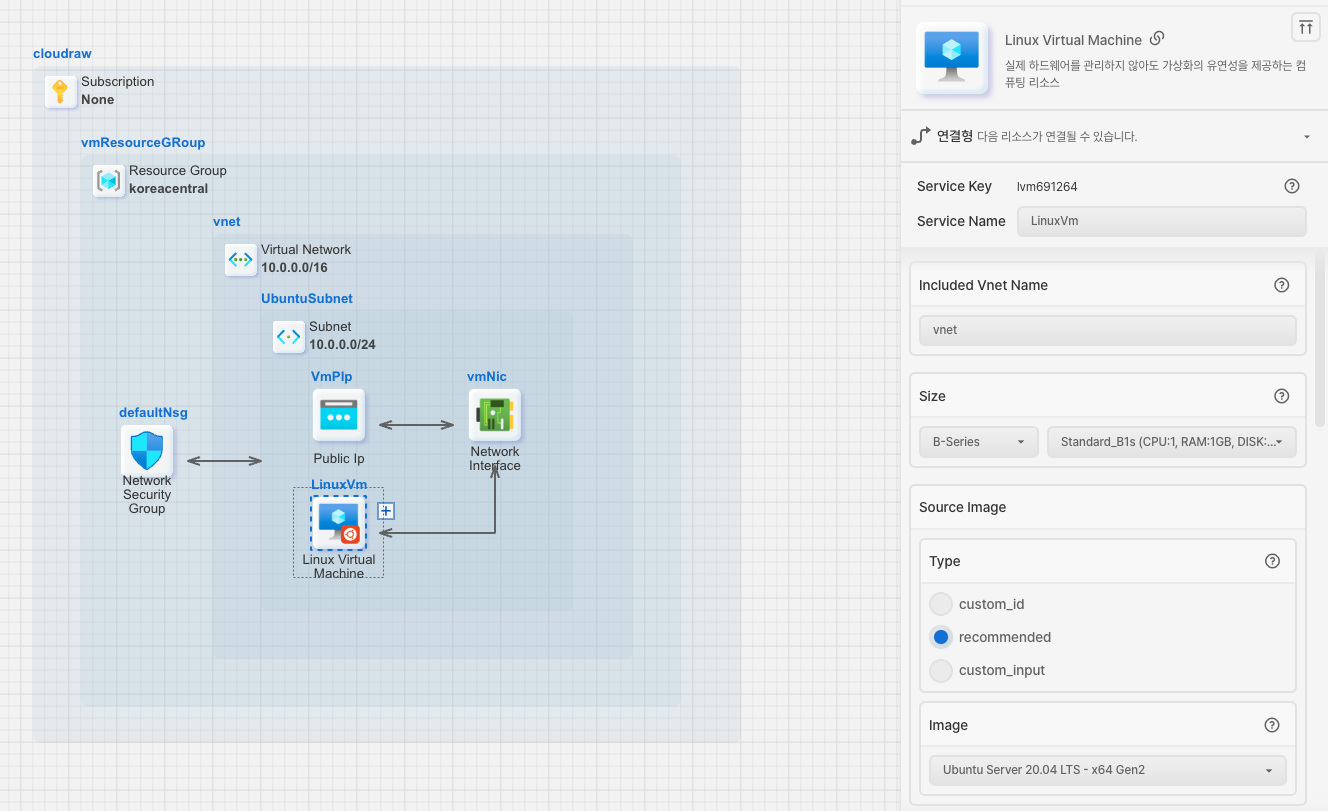 cloudraw
Subscription
None
vmResourceGRoup
Resource Group
koreacentral
vnet
Virtual Network
10.0.0.0/16
UbuntuSubnet
Subnet
10.0.0.0/24
VmPIp
vmNic
defaultNsg
Public Ip
Network
Interface
Network
Security
Group
LinuxVm
Linux Virtual
Machine
Linux Virtual Machine
실제 하드웨어를 관리하지 않아도 가상화의 유연성을 제공하는 컴
퓨팅 리소스
연결형 다음 리소스가 연결될 수 있습니다.
Service Key lvm691264
Service Name LinuxVm
Included Vnet Name
vnet
Size
B-Series Standard_B1s (CPU:1, RAM:1GB, DISK:...
Source Image
Type
custom_id
recommended
custom_input
Image
Ubuntu Server 20.04 LTS - x64 Gen2